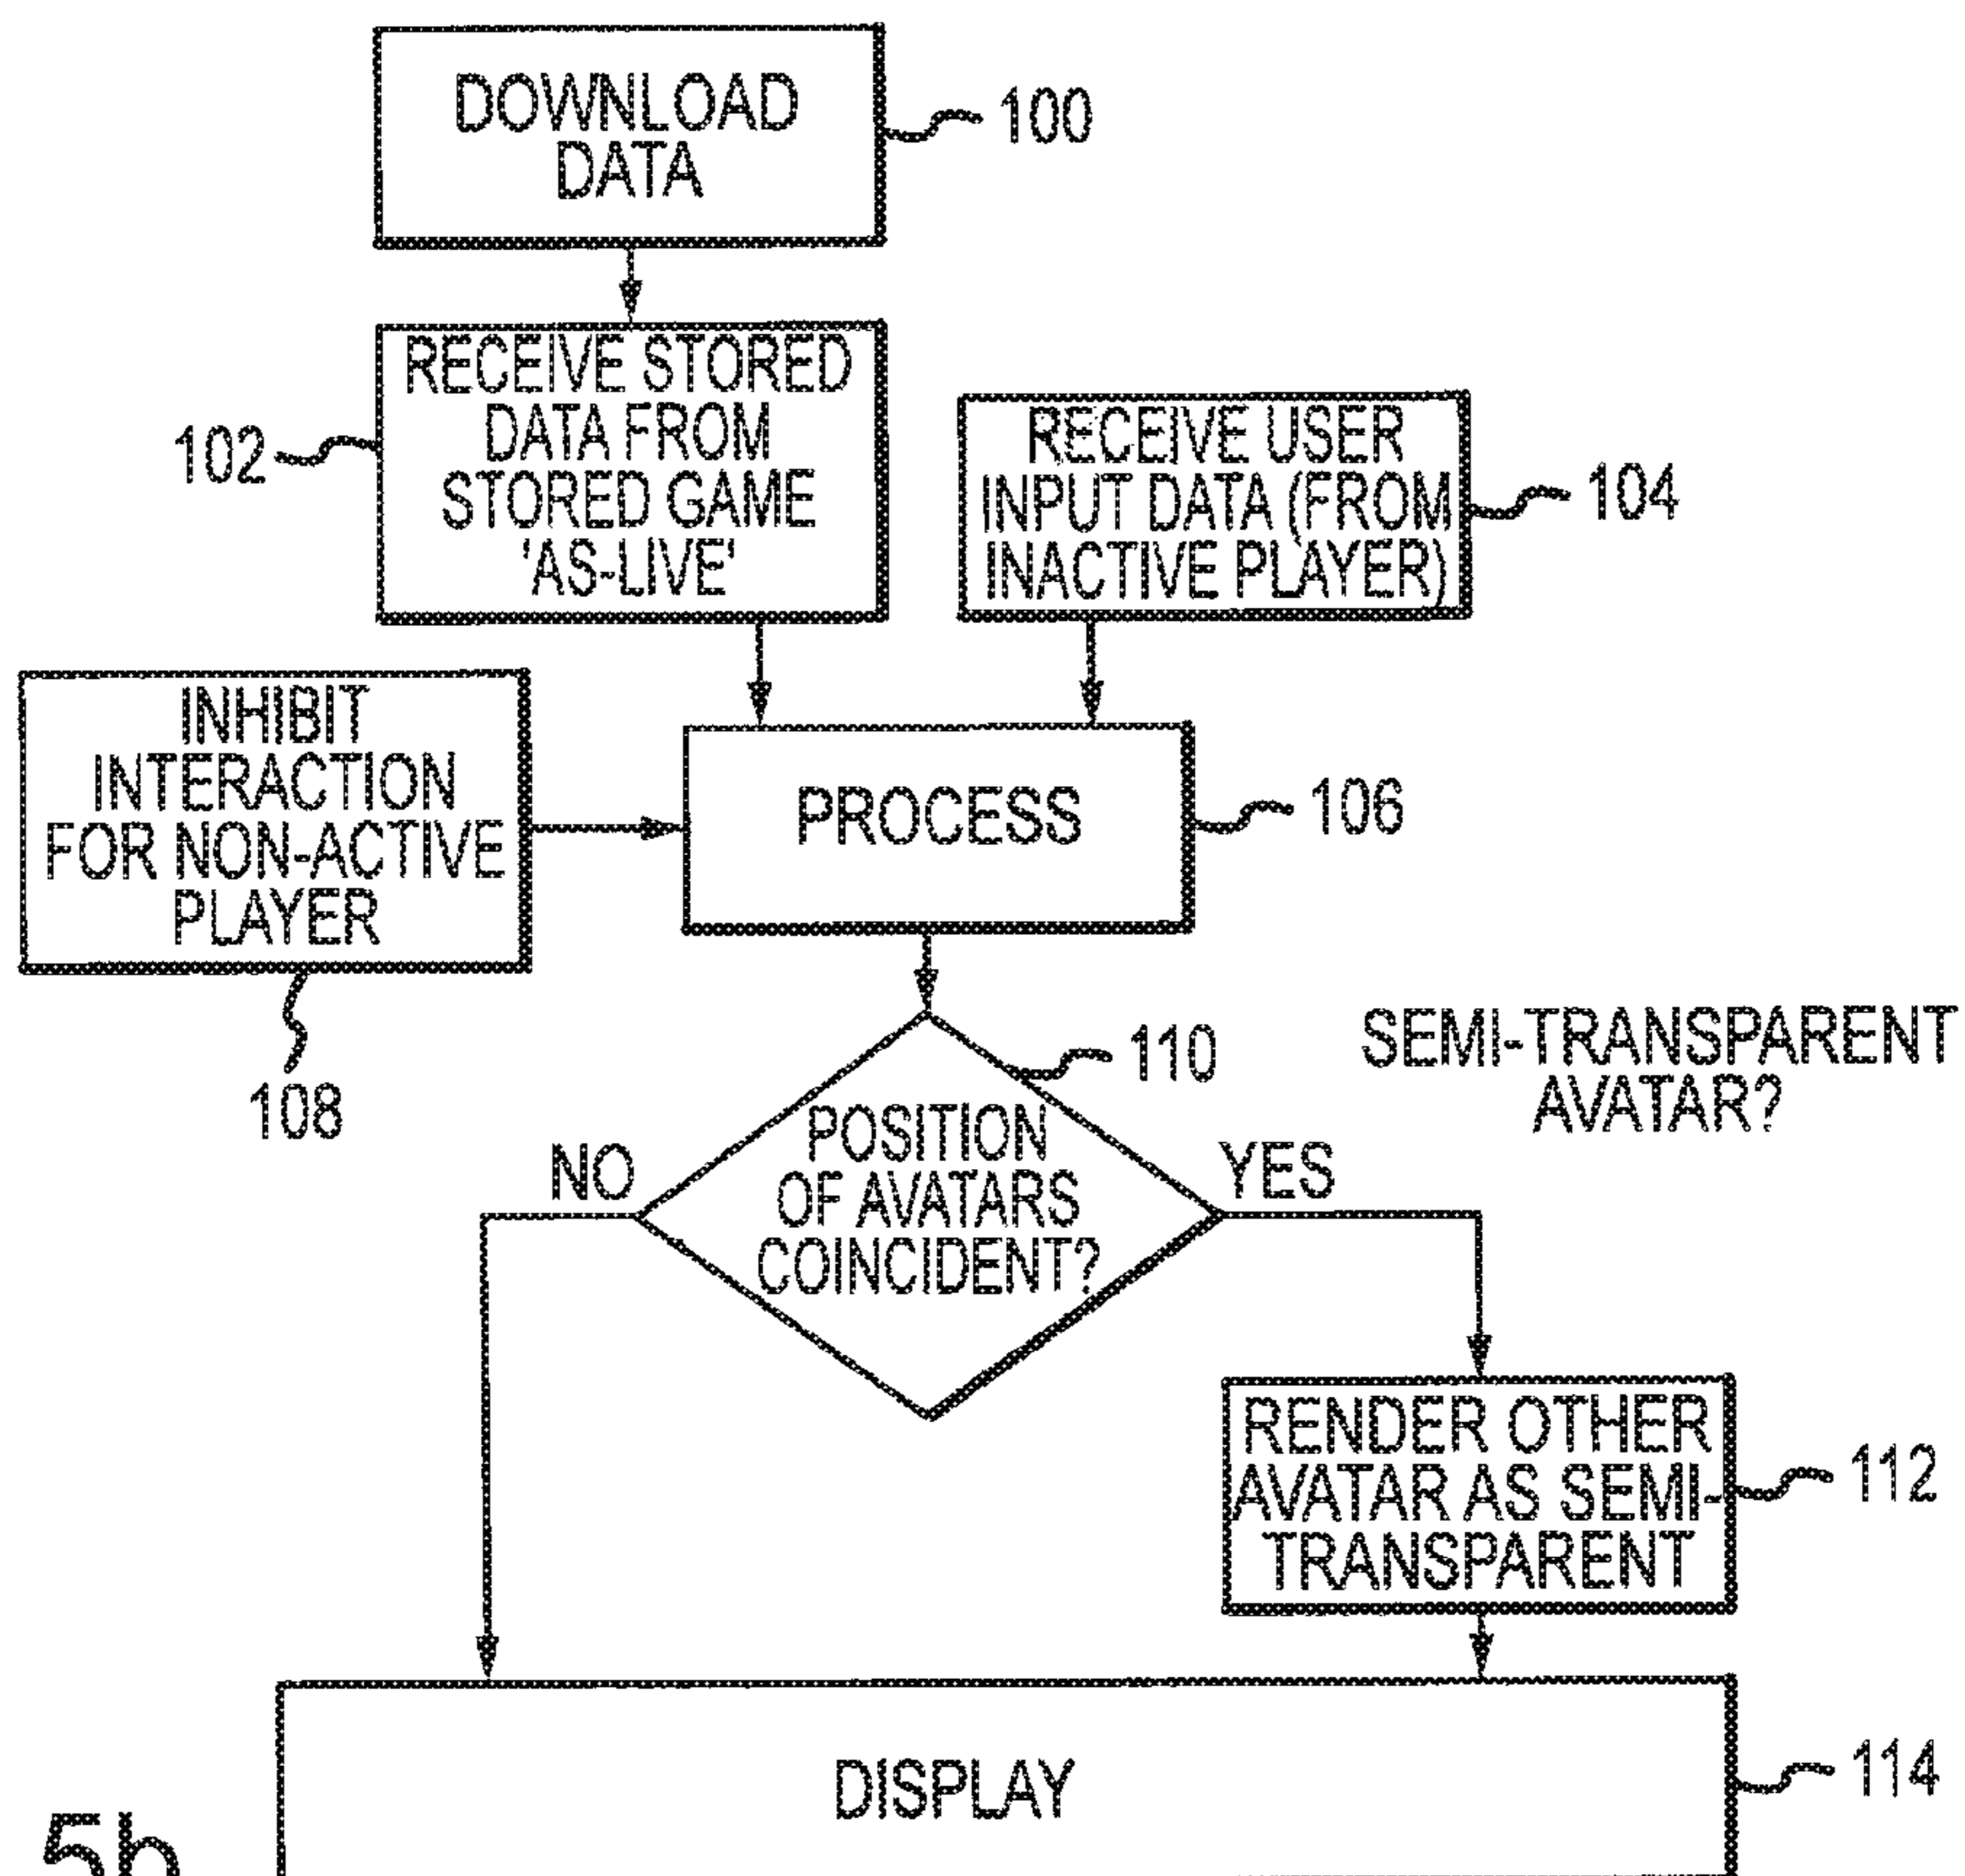 DOWNLOAD
DATA
100
RECEIVE STORED
DATA FROM
STORED GAME
'AS-LIVE'
102
RECEIVE USER
INPUT DATA (FROM
INACTIVE PLAYER)
104
INHIBIT
INTERACTION
FOR NON-ACTIVE
PLAYER
108
PROCESS
106
110
SEMI-TRANSPARENT
AVATAR?
POSITION
OF AVATARS
COINCIDENT?
NO
YES
RENDER OTHER
AVATAR AS SEMI-
TRANSPARENT
112
DISPLAY
114
5b